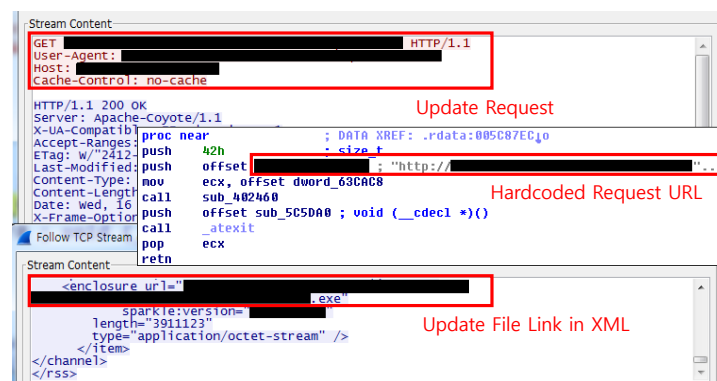 Stream Content
GET HTTP/1.1
User-Agent:
Host:
Cache-Control: no-cache
HTTP/1.1 200 OK
Server: Apache-Coyote/1.1
Update Request
X-UA-Compatibl
Accept-Ranges:
ETag: W/"2412-
Last-Modified:
Content-Type:
Content-Length
Date: Wed, 16
X-Frame-Option
proc near ; DATA XREF: .rdata:005C87EC↓o
push 42h ; size_t
push offset ; "http:// "..
mov ecx, offset dword_63CAC8
call sub_402460
push offset sub_5C5DA0 ; void (__cdecl *)()
call _atexit
pop ecx
retn
Hardcoded Request URL
Follow TCP Stream
Stream Content
<enclosure url="
.exe"
sparkle:version=" "
length="3911123"
type="application/octet-stream" />
</item>
</channel>
</rss>
Update File Link in XML